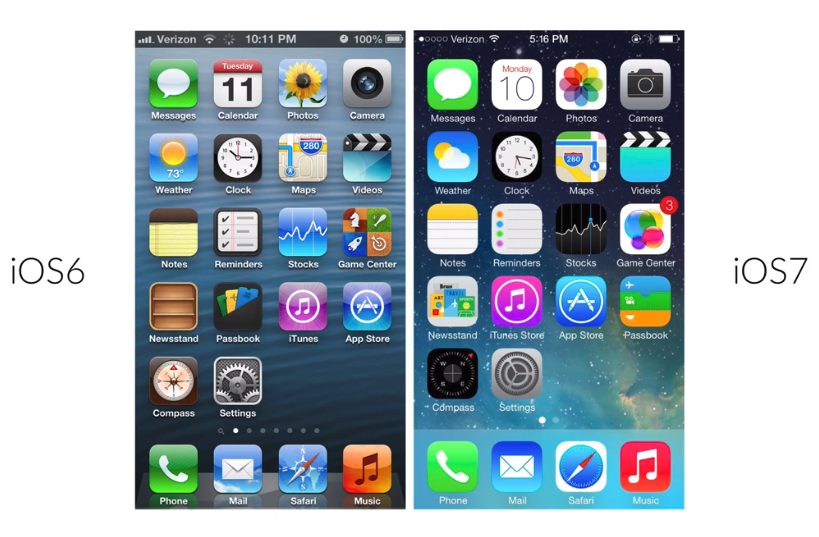 iOS6
Verizon 10:11 PM 100%
Tuesday
11
Messages Calendar Photos Camera
73°
280
Weather Clock Maps Videos
Notes Reminders Stocks Game Center
Newsstand Passbook iTunes App Store
Compass Settings
Phone Mail Safari Music
Verizon 5:16 PM
Monday
10
Messages Calendar Photos Camera
280
Weather Clock Maps Videos
3
Notes Reminders Stocks Game Center
Newsstand iTunes Store App Store Passbook
Compass Settings
Phone Mail Safari Music
iOS7